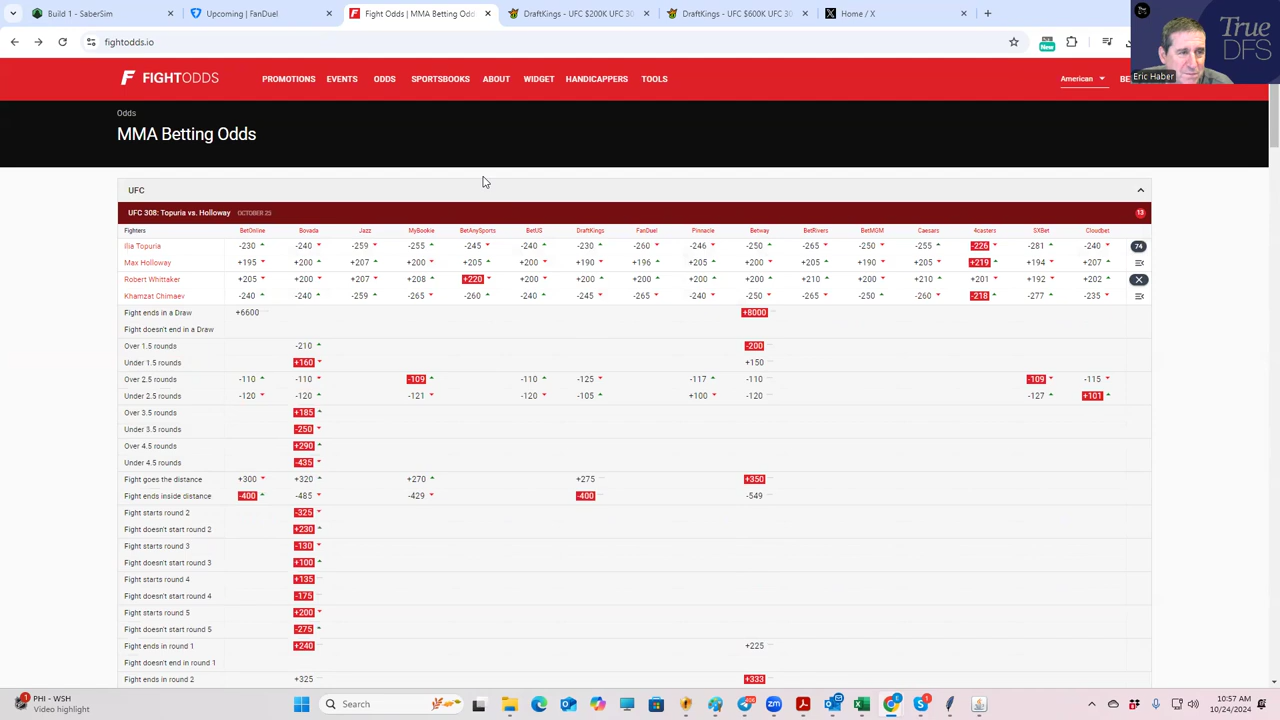 Build 1 - SaberSim
Upcoming | FanDuel
Fight Odds | MMA Betting Odd
DraftKings - UFC $200K UFC 30
DraftKings - UFC $600K UFC 30
Home / X
fightodds.io
New
True
DFS
Eric Haber
FIGHTODDS
PROMOTIONS EVENTS ODDS SPORTSBOOKS ABOUT WIDGET HANDICAPPERS TOOLS
American
BE
Odds
MMA Betting Odds
UFC
UFC 308: Topuria vs. Holloway OCTOBER 25 13
Fighters BetOnline Bovada Jazz MyBookie BetAnySports BetUS DraftKings FanDuel Pinnacle Betway BetRivers BetMGM Caesars 4casters SXBet Cloudbet
Ilia Topuria -230 -240 -259 -255 -245 -240 -230 -260 -246 -250 -265 -250 -255 -226 -281 -240 74
Max Holloway +195 +200 +207 +200 +205 +200 +190 +196 +205 +200 +205 +190 +205 +219 +194 +207
Robert Whittaker +205 +200 +207 +208 +220 +200 +200 +200 +200 +200 +210 +200 +210 +201 +192 +202
Khamzat Chimaev -240 -240 -259 -265 -260 -240 -245 -265 -240 -250 -265 -250 -260 -218 -277 -235
Fight ends in a Draw +6600 +8000
Fight doesn't end in a Draw
Over 1.5 rounds -210 -200
Under 1.5 rounds +160 +150
Over 2.5 rounds -110 -110 -109 -110 -125 -117 -110 -109 -115
Under 2.5 rounds -120 -120 -121 -120 -105 +100 -120 -127 +101
Over 3.5 rounds +185
Under 3.5 rounds -250
Over 4.5 rounds +290
Under 4.5 rounds -435
Fight goes the distance +300 +320 +270 +275 +350
Fight ends inside distance -400 -485 -429 -400 -549
Fight starts round 2 -325
Fight doesn't start round 2 +230
Fight starts round 3 -130
Fight doesn't start round 3 +100
Fight starts round 4 +135
Fight doesn't start round 4 -175
Fight starts round 5 +200
Fight doesn't start round 5 -275
Fight ends in round 1 +240 +225
Fight doesn't end in round 1
Fight ends in round 2 +325 +333
1
PHI - WSH
Video highlight
Search
10:57 AM
10/24/2024